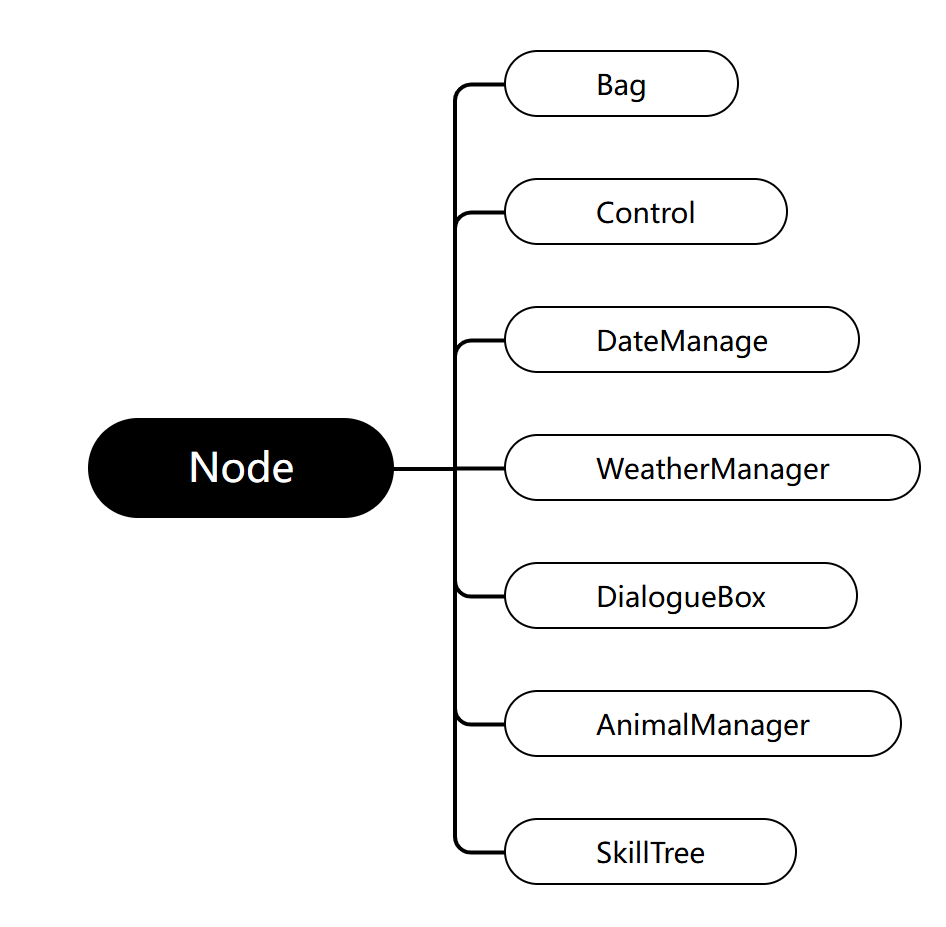 Bag
Control
DateManage
Node
WeatherManager
DialogueBox
AnimalManager
SkillTree